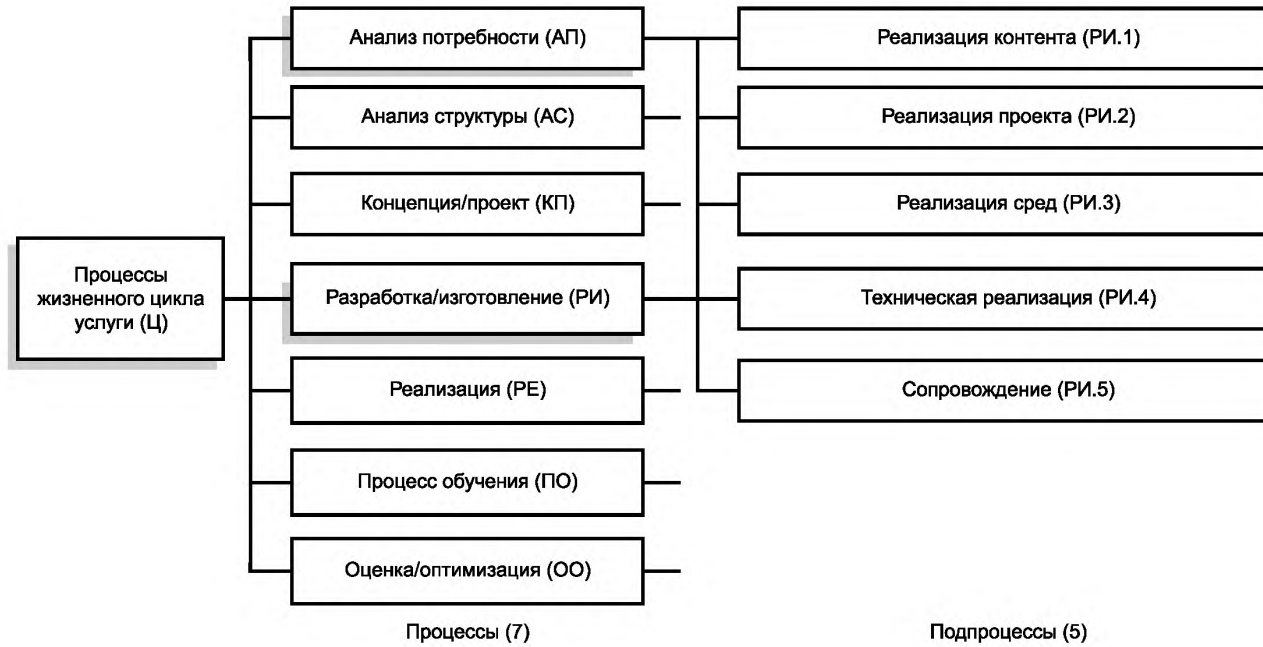 Процессы
жизненного цикла
услуги (Ц)
Анализ потребности (АП)
Анализ структуры (АС)
Концепция/проект (КП)
Разработка/изготовление (РИ)
Реализация (РЕ)
Процесс обучения (ПО)
Оценка/оптимизация (ОО)
Процессы (7)
Реализация контента (РИ.1)
Реализация проекта (РИ.2)
Реализация сред (РИ.3)
Техническая реализация (РИ.4)
Сопровождение (РИ.5)
Подпроцессы (5)